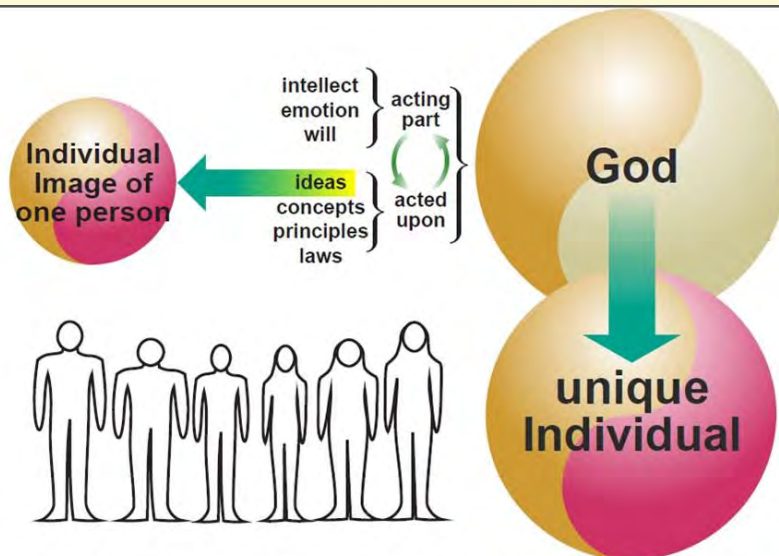 intellect
emotion
will
acting
part
Individual
Image of
one person
ideas
concepts
principles
laws
acted
upon
God
unique
Individual